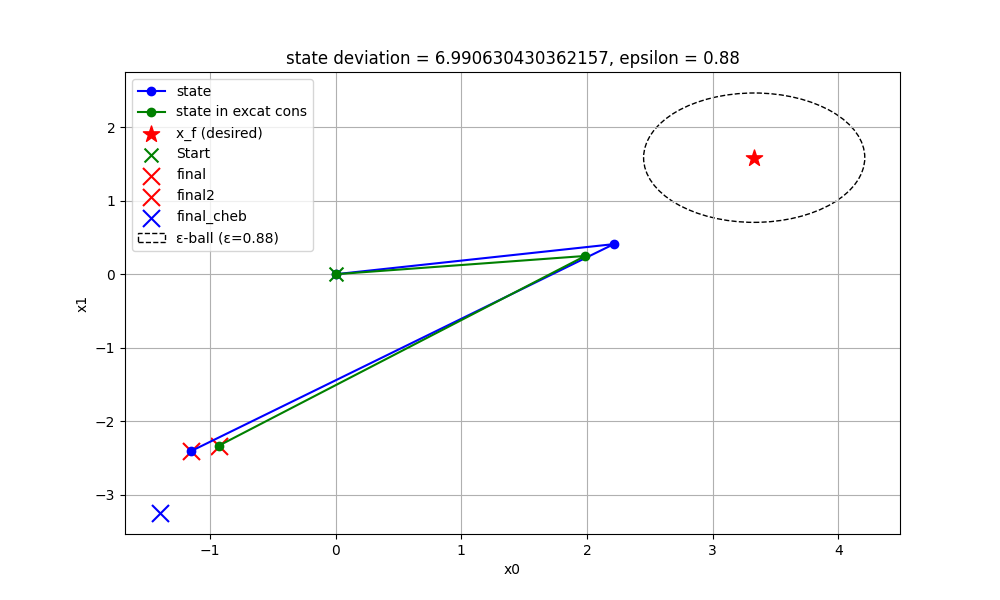 state deviation = 6.990630430362157, epsilon = 0.88
state
state in excat cons
x_f (desired)
Start
final
final2
final_cheb
ε-ball (ε=0.88)
2
1
0
−1
−2
−3
x1
−1
0
1
2
3
4
x0